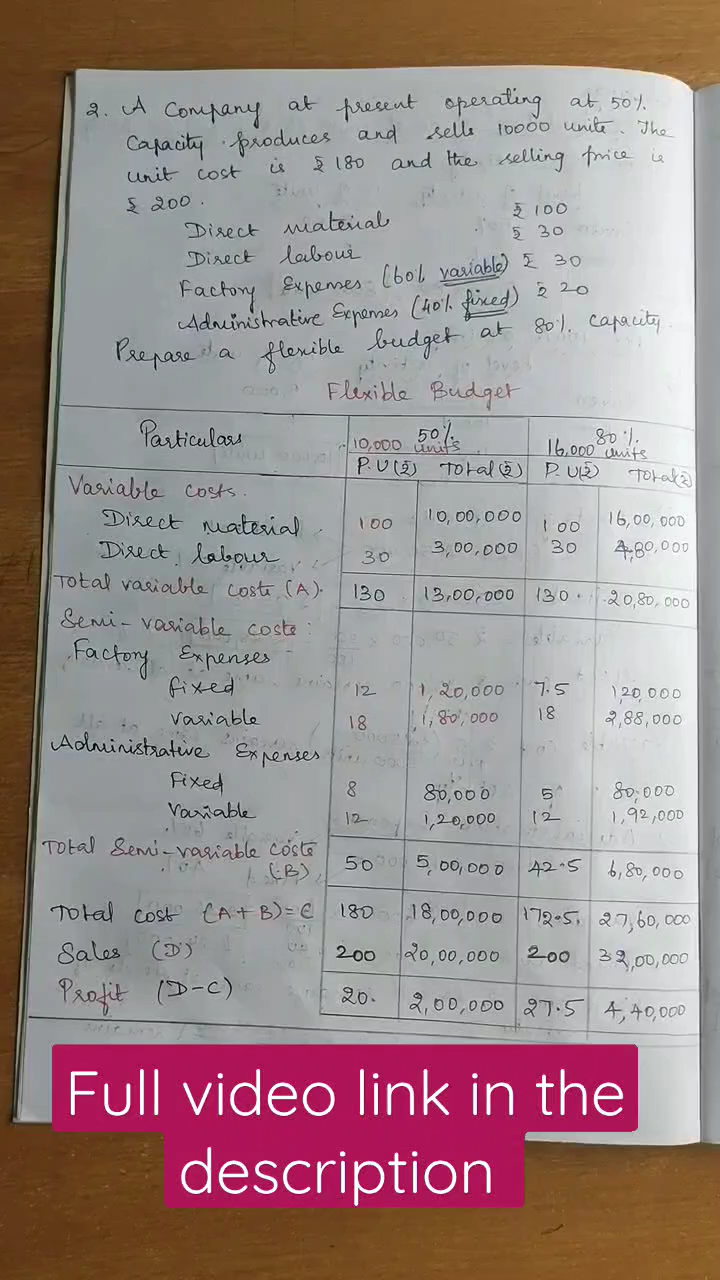 2. A Company at present operating at 50%
Capacity produces and sells 10000 units. The
unit cost is ₹ 180 and the selling price is
₹ 200.
Direct material ₹ 100
Direct labour ₹ 30
Factory Expenses (60% variable) ₹ 30
Administrative Expenses (40% fixed) ₹ 20
Prepare a flexible budget at 80% capacity.
Flexible Budget
Particulars 50% 80%
10,000 units 16,000 units
P.U(₹) Total(₹) P.U(₹) Total(₹)
Variable costs.
Direct material 100 10,00,000 100 16,00,000
Direct labour 30 3,00,000 30 4,80,000
Total variable costs (A). 130 13,00,000 130. 20,80,000
Semi-variable costs:
Factory Expenses
fixed 12 1,20,000 7.5 1,20,000
variable 18 1,80,000 18 2,88,000
Administrative Expenses
Fixed 8 80,000 5 80,000
Variable 12 1,20,000 12 1,92,000
Total Semi-variable costs
(B) 50 5,00,000 42.5 6,80,000
Total cost (A+B)=C 180 18,00,000 172.5 27,60,000
Sales (D) 200 20,00,000 200 32,00,000
Profit (D-C) 20. 2,00,000 27.5 4,40,000
Full video link in the
description